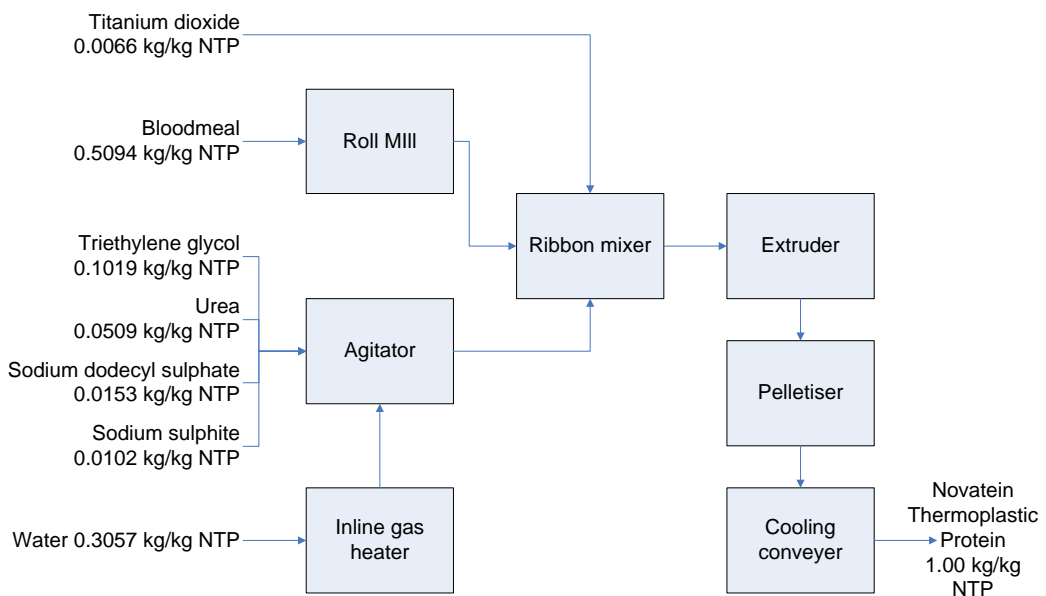 Titanium dioxide
0.0066 kg/kg NTP
Bloodmeal
0.5094 kg/kg NTP
Roll MIll
Triethylene glycol
0.1019 kg/kg NTP
Urea
0.0509 kg/kg NTP
Sodium dodecyl sulphate
0.0153 kg/kg NTP
Sodium sulphite
0.0102 kg/kg NTP
Agitator
Water 0.3057 kg/kg NTP
Inline gas
heater
Ribbon mixer
Extruder
Pelletiser
Cooling
conveyer
Novatein
Thermoplastic
Protein
1.00 kg/kg
NTP